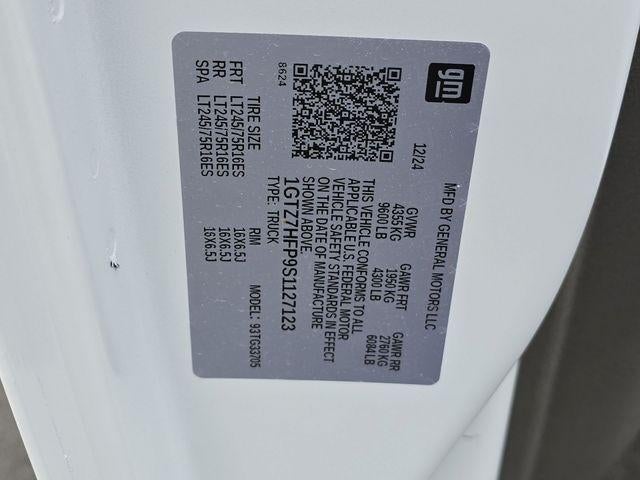 gm
MFD BY GENERAL MOTORS LLC
12/24
GVWR GAWR FRT GAWR RR
4355 KG 1950 KG 2760 KG
9600 LB 4300 LB 6084 LB
THIS VEHICLE CONFORMS TO ALL
APPLICABLE U.S. FEDERAL MOTOR
VEHICLE SAFETY STANDARDS IN EFFECT
ON THE DATE OF MANUFACTURE
SHOWN ABOVE.
1GTZ7HFP9S1127123
TYPE: TRUCK
8624
MODEL: 93TG33705
TIRE SIZE RIM
FRT LT245/75R16ES 16X6.5J
RR LT245/75R16ES 16X6.5J
SPA LT245/75R16ES 16X6.5J